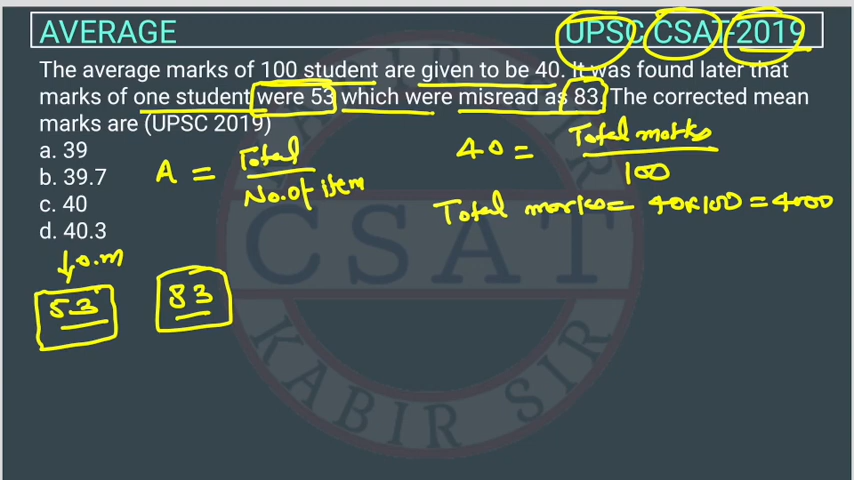 AVERAGE
UPSC CSAT-2019
The average marks of 100 student are given to be 40. It was found later that
marks of one student were 53 which were misread as 83. The corrected mean
marks are (UPSC 2019)
a. 39
b. 39.7
c. 40
d. 40.3
A = Total / No. of item
40 = Total marks / 100
Total marks = 40x100 = 4000
↓ o.m
53
83
CSAT
KABIR SIR
KABIR SIR